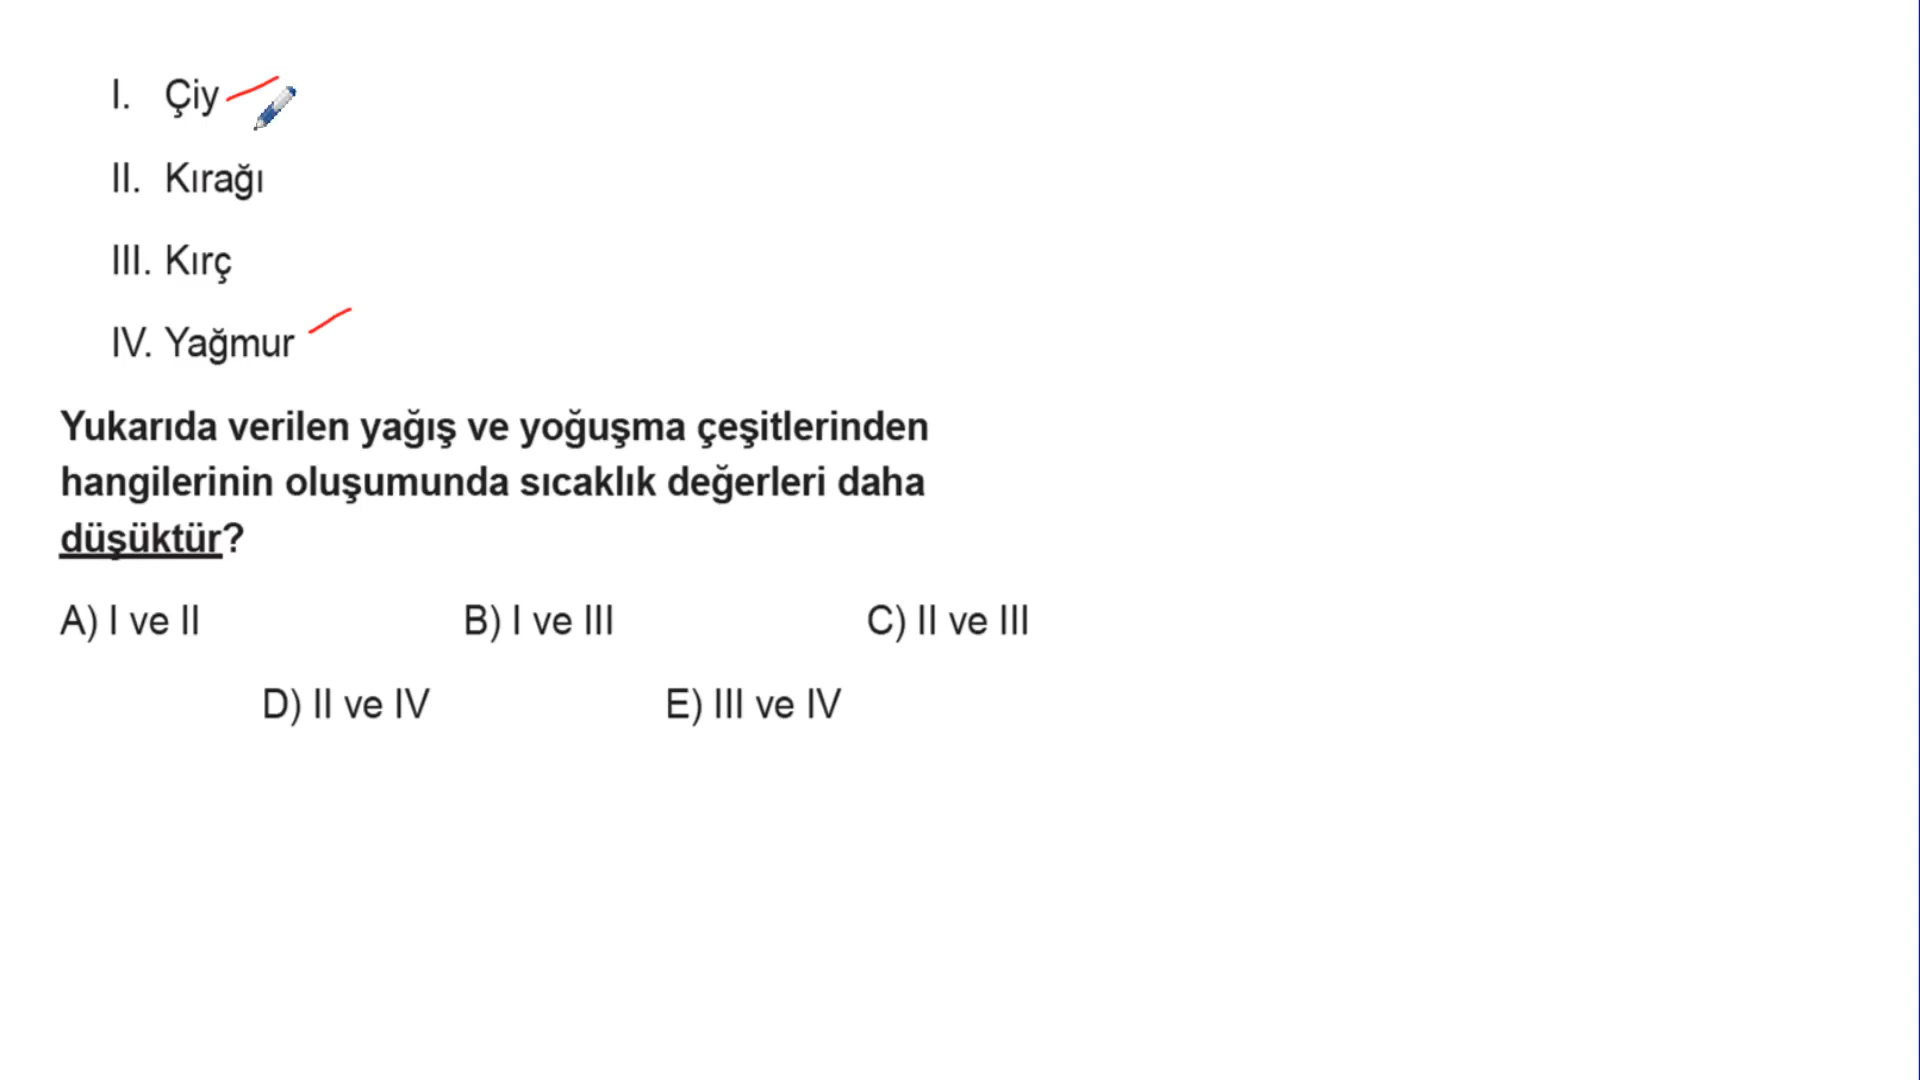 I. Çiy
II. Kırağı
III. Kırç
IV. Yağmur
Yukarıda verilen yağış ve yoğuşma çeşitlerinden
hangilerinin oluşumunda sıcaklık değerleri daha
düşüktür?
A) I ve II B) I ve III C) II ve III
D) II ve IV E) III ve IV